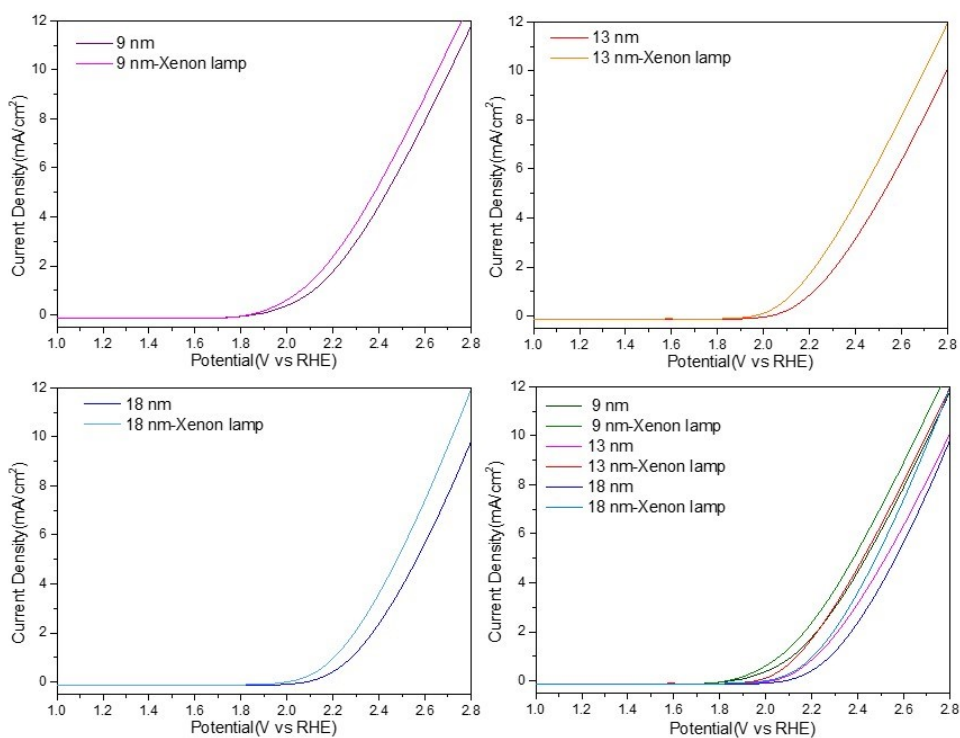 12
10
8
6
4
2
0
Current Density(mA/cm²)
9 nm
9 nm-Xenon lamp
1.0 1.2 1.4 1.6 1.8 2.0 2.2 2.4 2.6 2.8
Potential(V vs RHE)
12
10
8
6
4
2
0
Current Density(mA/cm²)
13 nm
13 nm-Xenon lamp
1.0 1.2 1.4 1.6 1.8 2.0 2.2 2.4 2.6 2.8
Potential(V vs RHE)
12
10
8
6
4
2
0
Current Density(mA/cm²)
18 nm
18 nm-Xenon lamp
1.0 1.2 1.4 1.6 1.8 2.0 2.2 2.4 2.6 2.8
Potential(V vs RHE)
12
10
8
6
4
2
0
Current Density(mA/cm²)
9 nm
9 nm-Xenon lamp
13 nm
13 nm-Xenon lamp
18 nm
18 nm-Xenon lamp
1.0 1.2 1.4 1.6 1.8 2.0 2.2 2.4 2.6 2.8
Potential(V vs RHE)